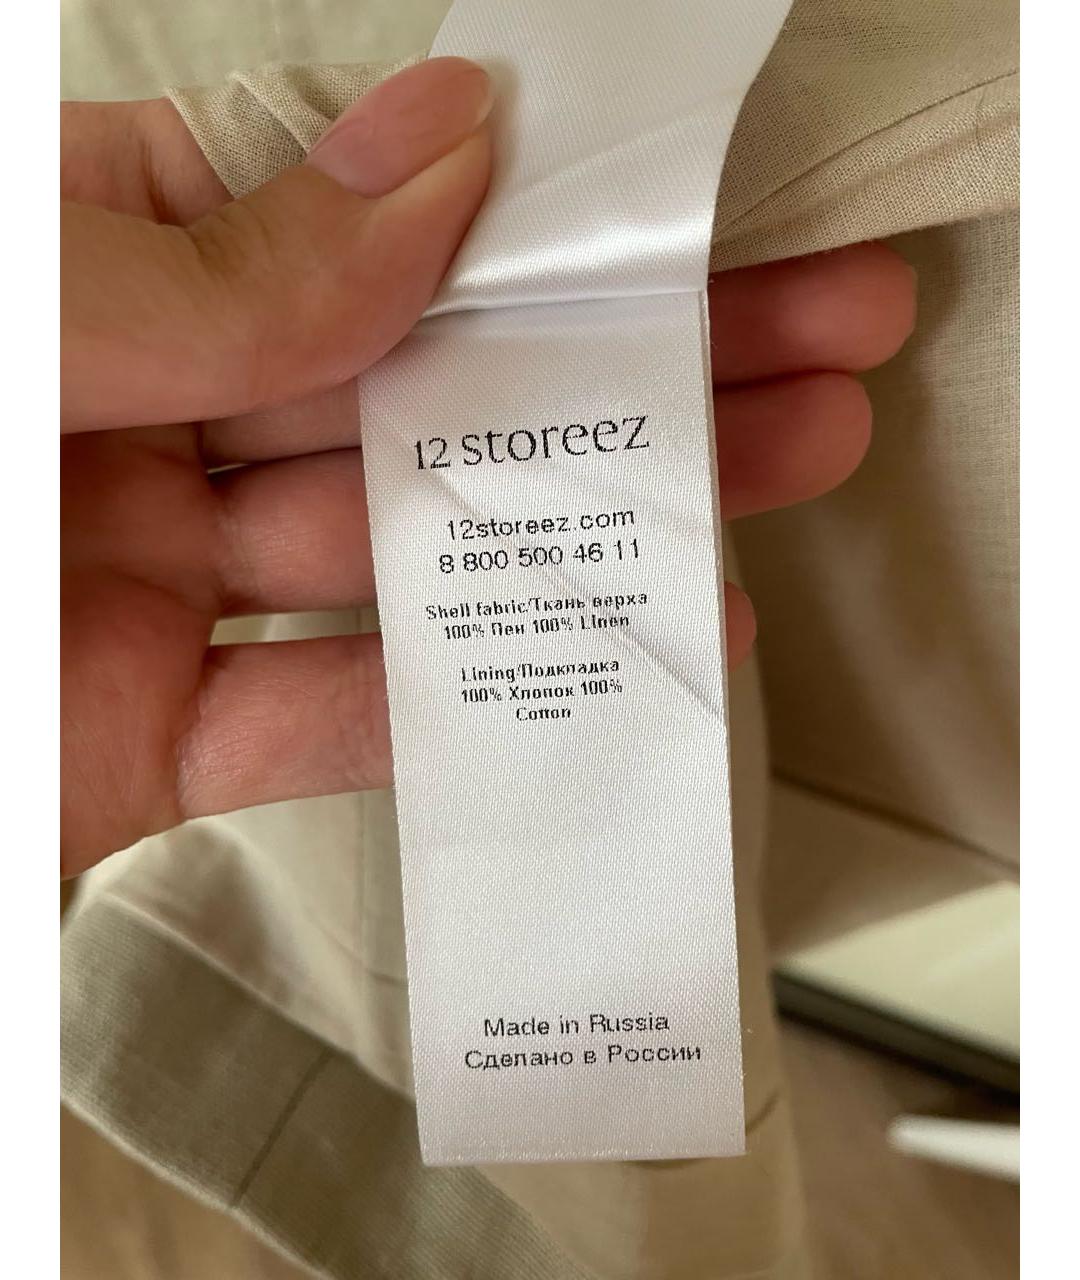 12 storeez
12storeez.com
8 800 500 46 11
Shell fabric/Ткань верха
100% Лен 100% Linen
Lining/Подкладка
100% Хлопок 100%
Cotton
Made in Russia
Сделано в России